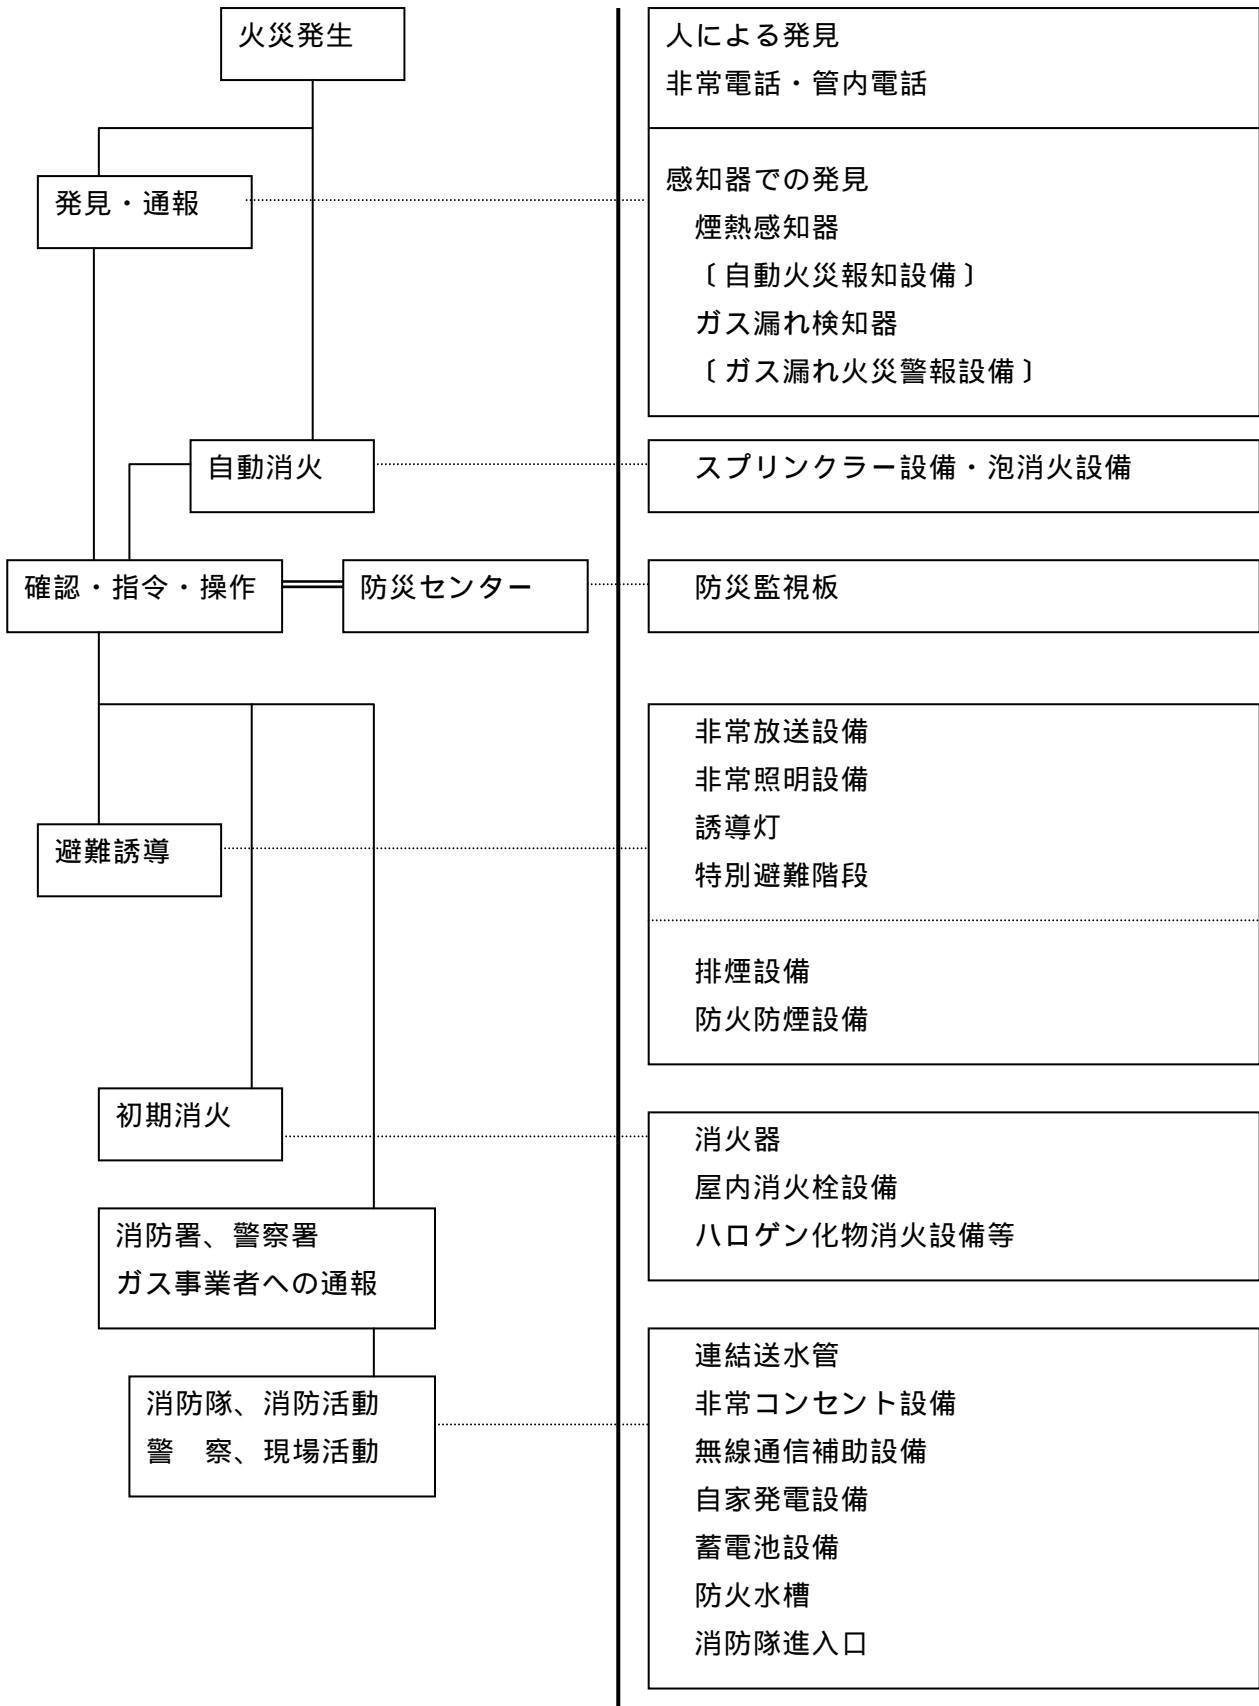 火災発生
発見・通報
自動消火
確認・指令・操作
防災センター
避難誘導
初期消火
消防署、警察署
ガス事業者への通報
消防隊、消防活動
警　察、現場活動
人による発見
非常電話・管内電話
感知器での発見
煙熱感知器
〔自動火災報知設備〕
ガス漏れ検知器
〔ガス漏れ火災警報設備〕
スプリンクラー設備・泡消火設備
防災監視板
非常放送設備
非常照明設備
誘導灯
特別避難階段
排煙設備
防火防煙設備
消火器
屋内消火栓設備
ハロゲン化物消火設備等
連結送水管
非常コンセント設備
無線通信補助設備
自家発電設備
蓄電池設備
防火水槽
消防隊進入口